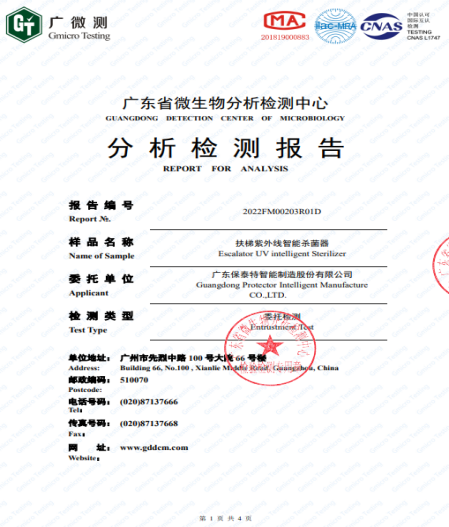 广微测
Gmicro Testing
MA
201819000883
ilac-MRA
CNAS
中国认可
国际互认
检测
TESTING
CNAS L1747
广东省微生物分析检测中心
GUANGDONG DETECTION CENTER OF MICROBIOLOGY
分析检测报告
REPORT FOR ANALYSIS
报告编号
Report №.
2022FM00203R01D
样品名称
Name of Sample
扶梯紫外线智能杀菌器
Escalator UV intelligent Sterilizer
委托单位
Applicant
广东保泰特智能制造股份有限公司
Guangdong Protector Intelligent Manufacture
CO.,LTD.
检测类型
Test Type
委托检测
Entrustment Test
单位地址： 广州市先烈中路 100 号大院 66 号楼
Address: Building 66, No.100 , Xianlie Middle Road, Guangzhou, China
邮政编码： 510070
Postcode:
电话号码： (020)87137666
Tel:
传真号码： (020)87137668
Fax:
网 址： www.gddcm.com
Website:
第 1 页 共 4 页